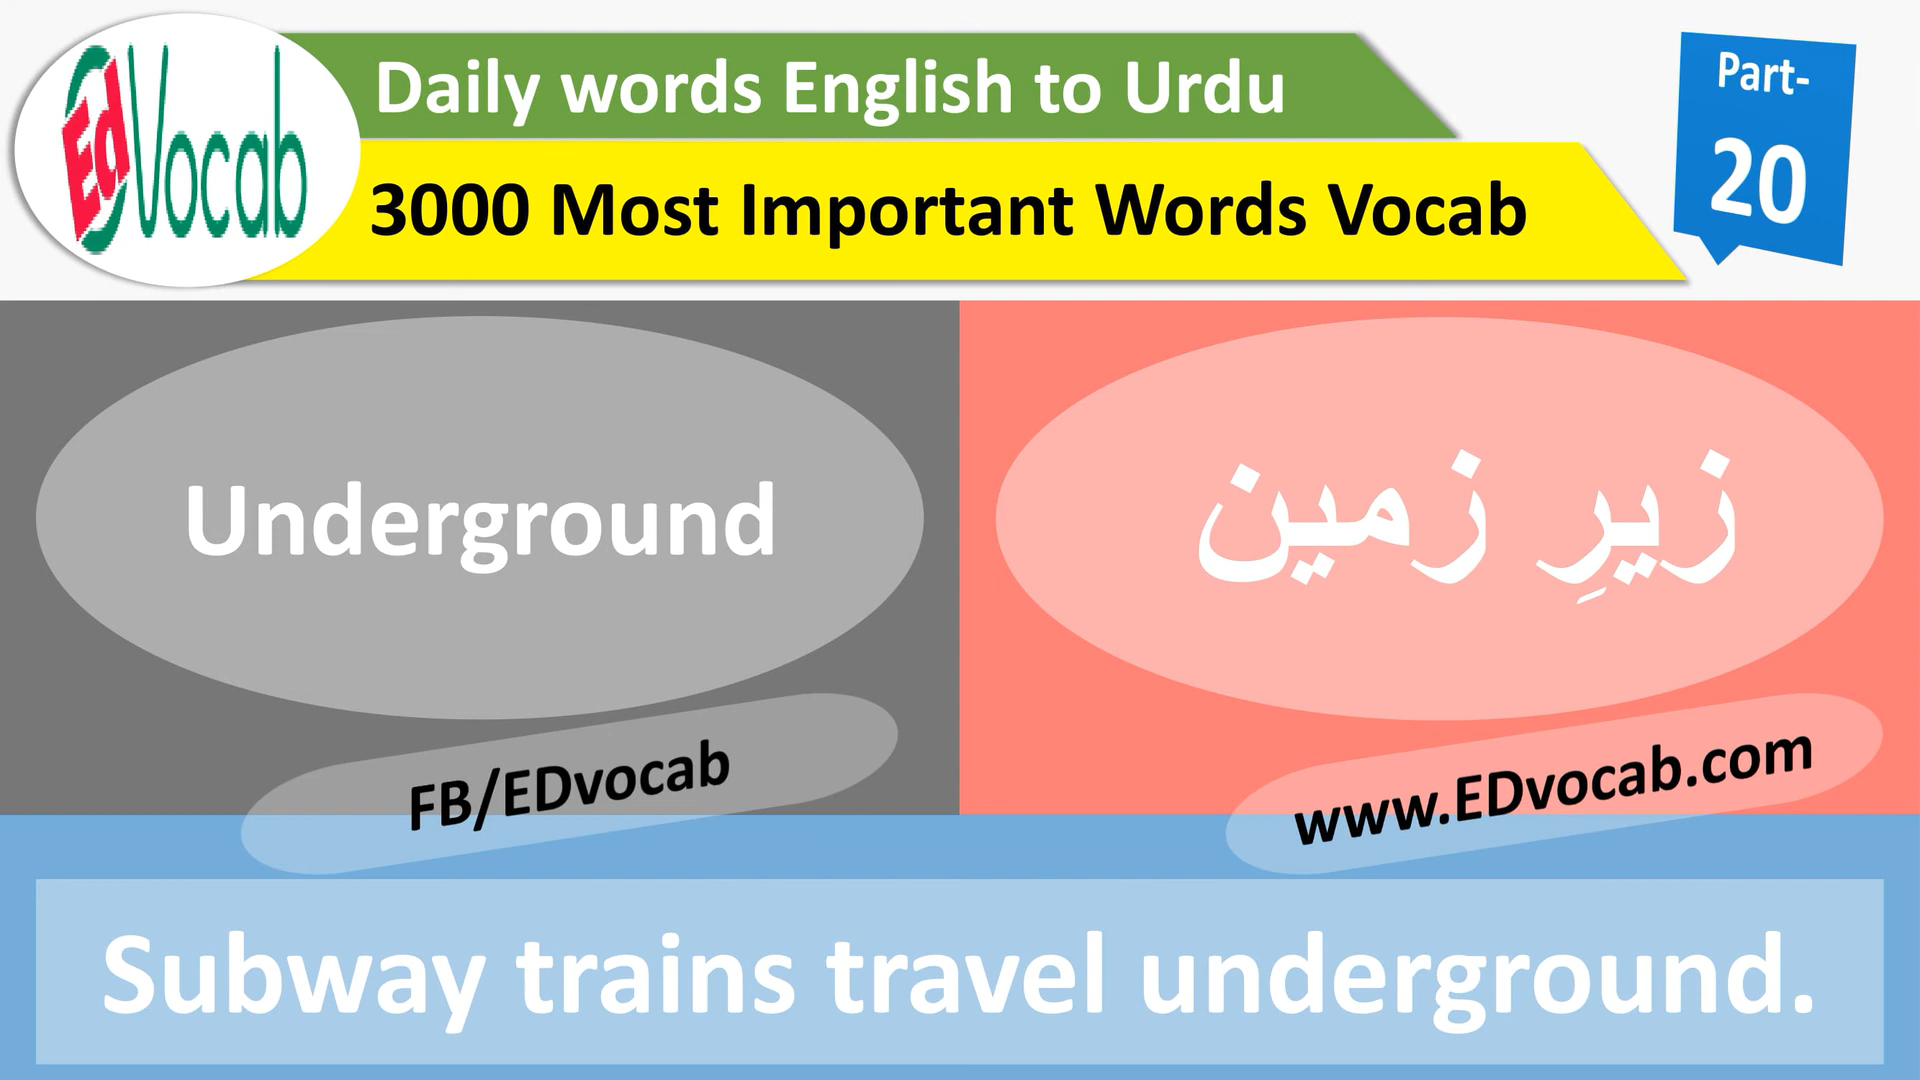 EdVocab
Daily words English to Urdu
3000 Most Important Words Vocab
Part-
20
Underground
زیرِ زمین
FB/EDvocab
www.EDvocab.com
Subway trains travel underground.